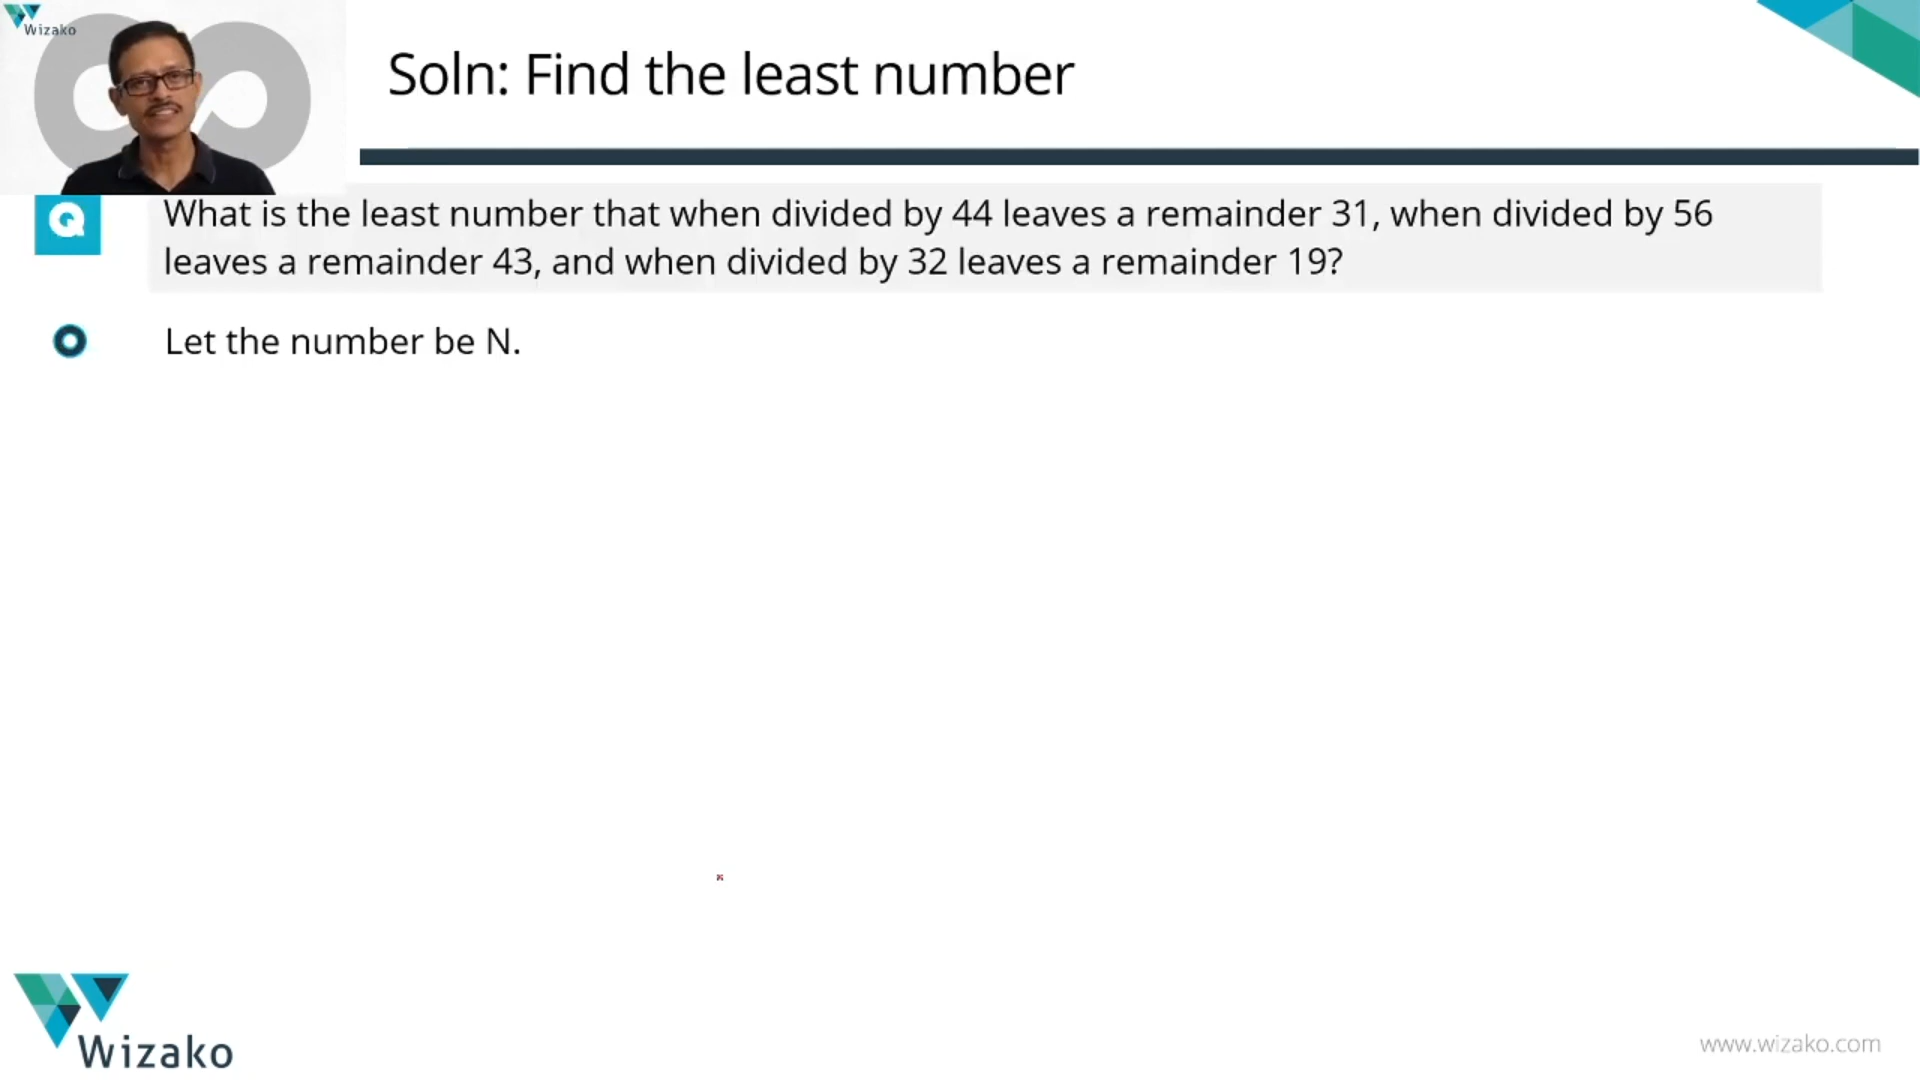 Wizako
Soln: Find the least number
Q
What is the least number that when divided by 44 leaves a remainder 31, when divided by 56
leaves a remainder 43, and when divided by 32 leaves a remainder 19?
Let the number be N.
Wizako
www.wizako.com